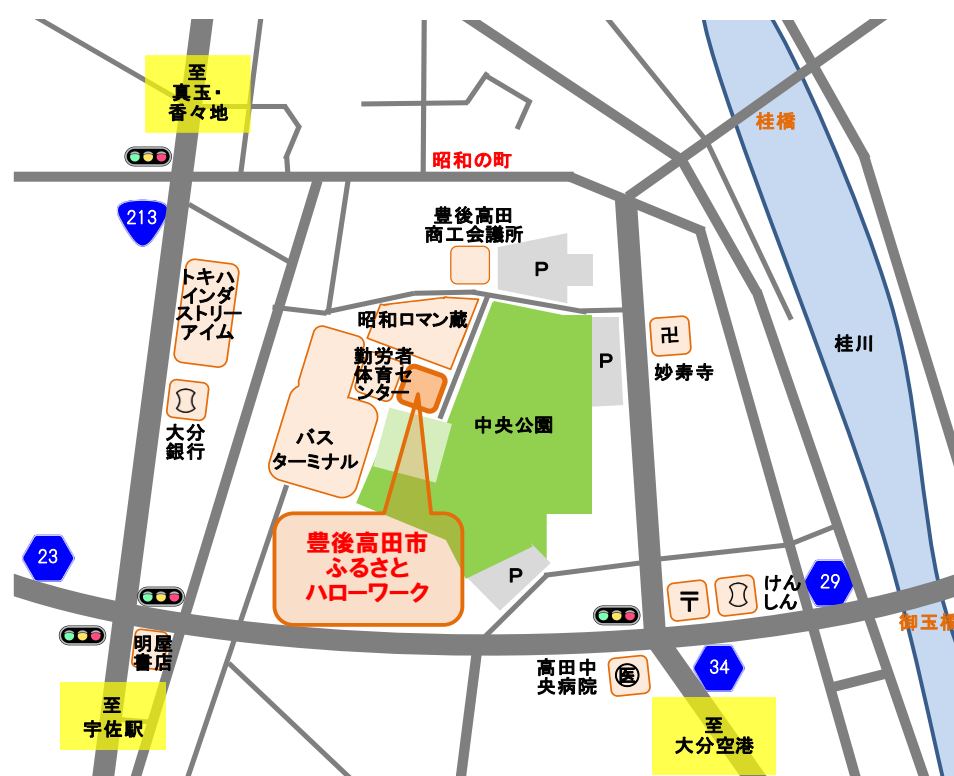 至
真玉・
香々地
桂橋
昭和の町
213
豊後高田
商工会議所
P
トキハ
インダ
ストリー
アイム
昭和ロマン蔵
卍
妙寿寺
桂川
P
勤労者
体育セ
ンター
中央公園
大分
銀行
バス
ターミナル
豊後高田市
ふるさと
ハローワーク
23
P
〒
けん
しん
29
御玉橋
明屋
書店
高田中
央病院
医
34
至
宇佐駅
至
大分空港